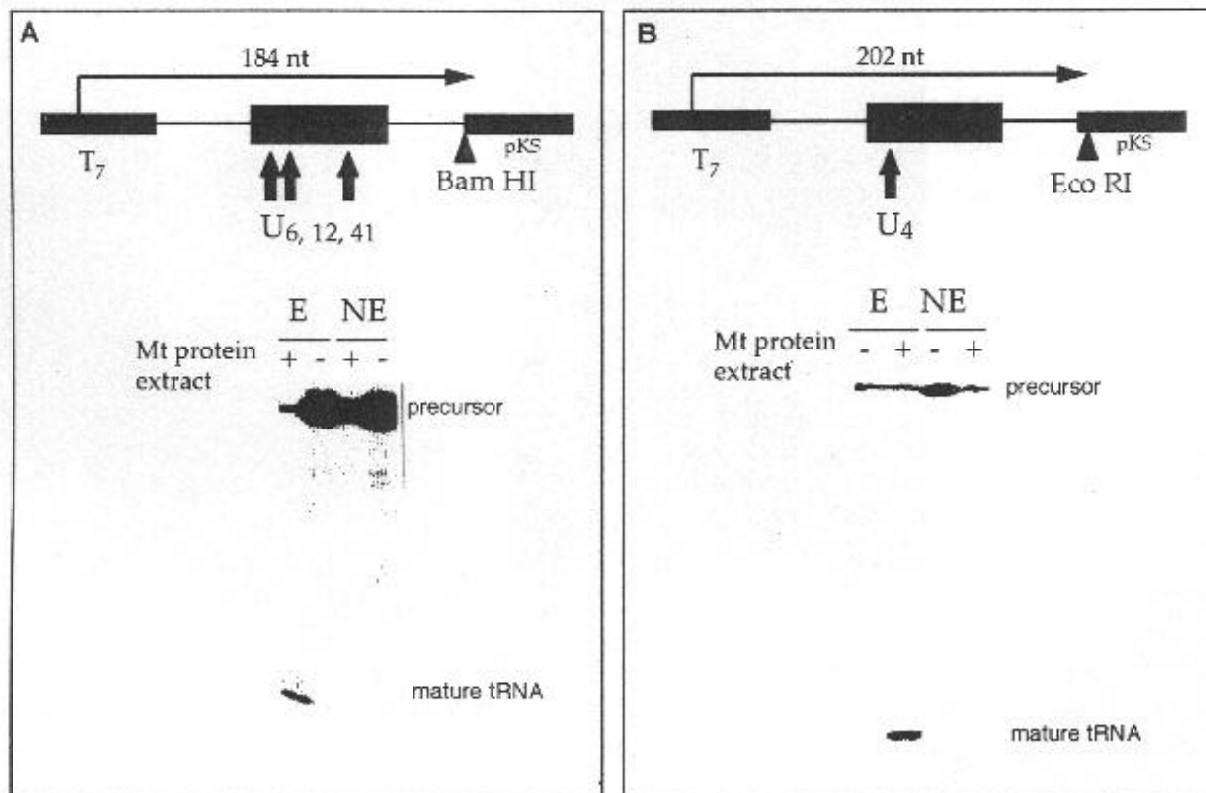 A
184 nt
T7
pKS
Bam HI
U6, 12, 41
E NE
Mt protein extract
+ - + -
precursor
mature tRNA
B
202 nt
T7
pKS
Eco RI
U4
E NE
Mt protein extract
- + - +
precursor
mature tRNA